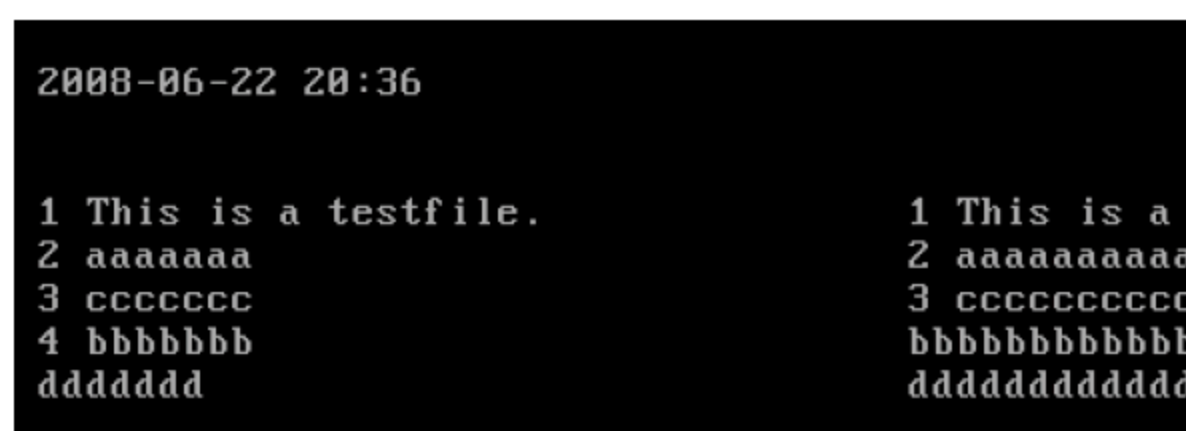 2008-06-22 20:36
1 This is a testfile. 1 This is a
2 aaaaaaa 2 aaaaaaaaaa
3 ccccccc 3 cccccccccc
4 bbbbbbb bbbbbbbbbbbb
ddddddd dddddddddddd